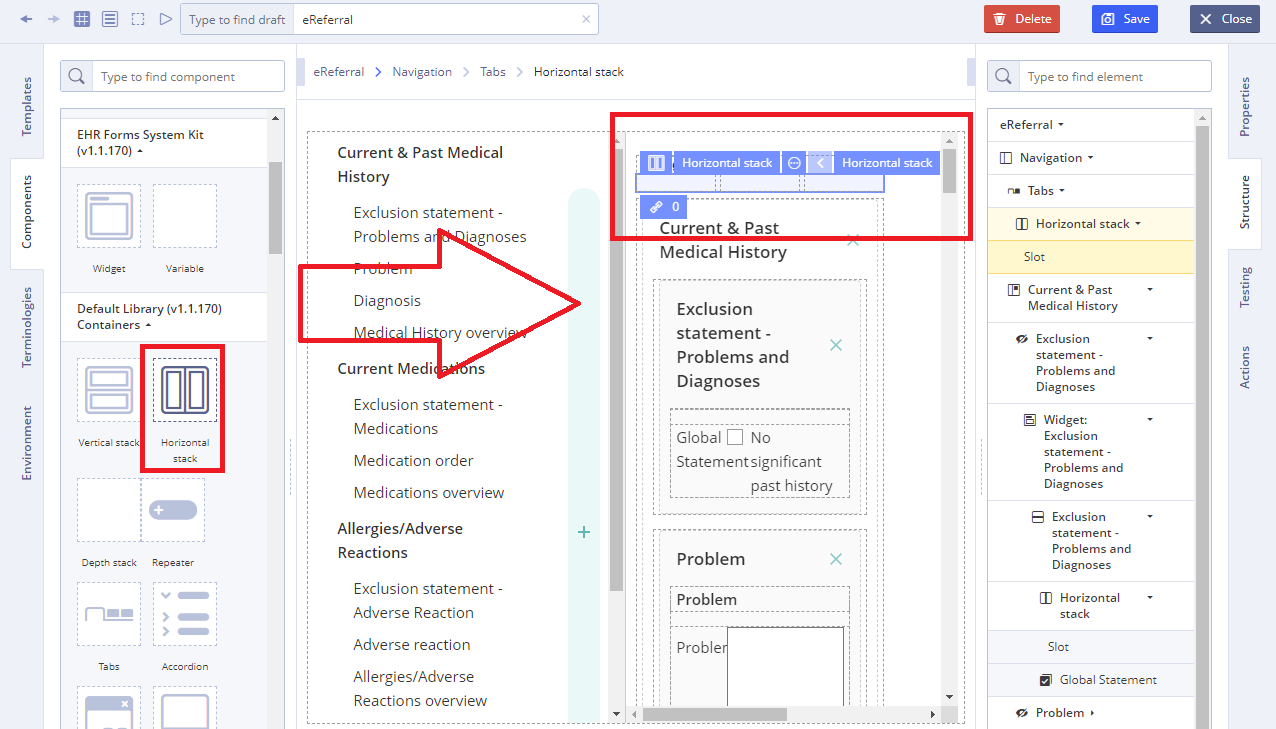 Type to find draft
eReferral
Delete
Save
Close
Templates
Components
Terminologies
Environment
Type to find component
EHR Forms System Kit
(v1.1.170)
Widget
Variable
Default Library (v1.1.170)
Containers
Vertical stack
Horizontal
stack
Depth stack
Repeater
Tabs
Accordion
eReferral
Navigation
Tabs
Horizontal stack
Current & Past Medical
History
Exclusion statement -
Problems and Diagnoses
Problem
Diagnosis
Medical History overview
Current Medications
Exclusion statement -
Medications
Medication order
Medications overview
Allergies/Adverse
Reactions
Exclusion statement -
Adverse Reaction
Adverse reaction
Allergies/Adverse
Reactions overview
Horizontal stack
Horizontal stack
0
Current & Past
Medical History
Exclusion
statement -
Problems and
Diagnoses
Global
Statement
No
significant
past history
Problem
Problem
Probler
Type to find element
eReferral
Navigation
Tabs
Horizontal stack
Slot
Current & Past
Medical History
Exclusion
statement -
Problems and
Diagnoses
Widget:
Exclusion
statement -
Problems and
Diagnoses
Exclusion
statement -
Problems and
Diagnoses
Horizontal
stack
Slot
Global Statement
Problem
Properties
Structure
Testing
Actions